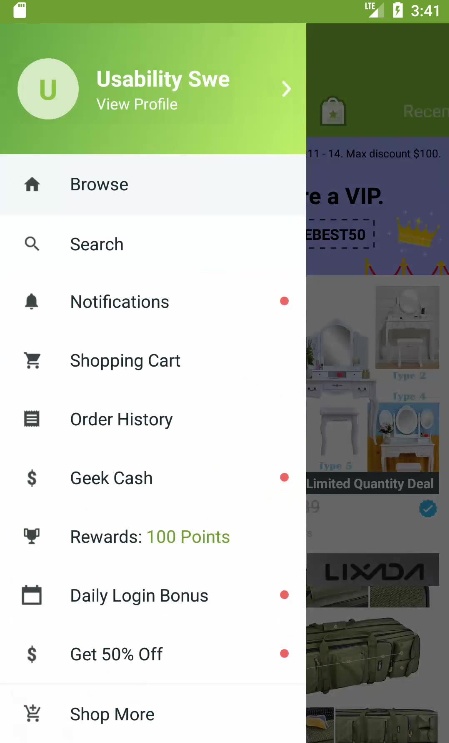 LTE 3:41
U
Usability Swe
View Profile
Browse
Search
Notifications
Shopping Cart
Order History
$ Geek Cash
Rewards: 100 Points
Daily Login Bonus
$ Get 50% Off
Shop More
Recen
11 - 14. Max discount $100.
re a VIP.
EBEST50
Type 2
Type 4
Type 5
Limited Quantity Deal
LIXADA